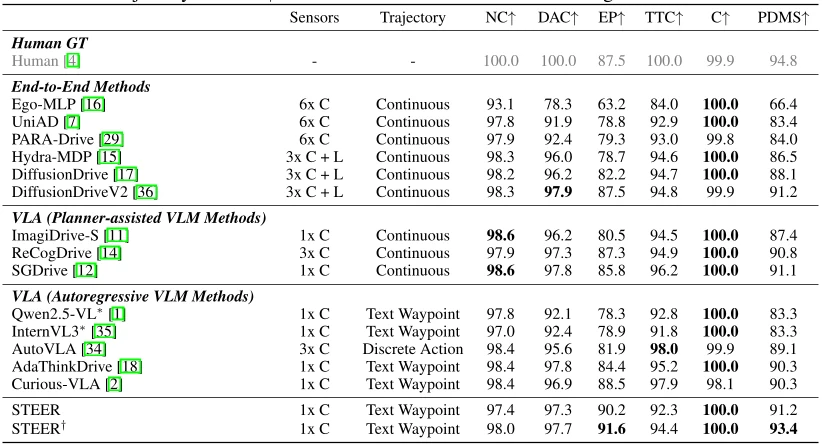 Sensors Trajectory NC↑ DAC↑ EP↑ TTC↑ C↑ PDMS↑
Human GT
Human [4] - - 100.0 100.0 87.5 100.0 99.9 94.8
End-to-End Methods
Ego-MLP [16] 6x C Continuous 93.1 78.3 63.2 84.0 100.0 66.4
UniAD [7] 6x C Continuous 97.8 91.9 78.8 92.9 100.0 83.4
PARA-Drive [29] 6x C Continuous 97.9 92.4 79.3 93.0 99.8 84.0
Hydra-MDP [15] 3x C + L Continuous 98.3 96.0 78.7 94.6 100.0 86.5
DiffusionDrive [17] 3x C + L Continuous 98.2 96.2 82.2 94.7 100.0 88.1
DiffusionDriveV2 [36] 3x C + L Continuous 98.3 97.9 87.5 94.8 99.9 91.2
VLA (Planner-assisted VLM Methods)
ImagiDrive-S [11] 1x C Continuous 98.6 96.2 80.5 94.5 100.0 87.4
ReCogDrive [14] 3x C Continuous 97.9 97.3 87.3 94.9 100.0 90.8
SGDrive [12] 1x C Continuous 98.6 97.8 85.8 96.2 100.0 91.1
VLA (Autoregressive VLM Methods)
Qwen2.5-VL* [1] 1x C Text Waypoint 97.8 92.1 78.3 92.8 100.0 83.3
InternVL3* [35] 1x C Text Waypoint 97.0 92.4 78.9 91.8 100.0 83.3
AutoVLA [34] 3x C Discrete Action 98.4 95.6 81.9 98.0 99.9 89.1
AdaThinkDrive [18] 1x C Text Waypoint 98.4 97.8 84.4 95.2 100.0 90.3
Curious-VLA [2] 1x C Text Waypoint 98.4 96.9 88.5 97.9 98.1 90.3
STEER 1x C Text Waypoint 97.4 97.3 90.2 92.3 100.0 91.2
STEER† 1x C Text Waypoint 98.0 97.7 91.6 94.4 100.0 93.4